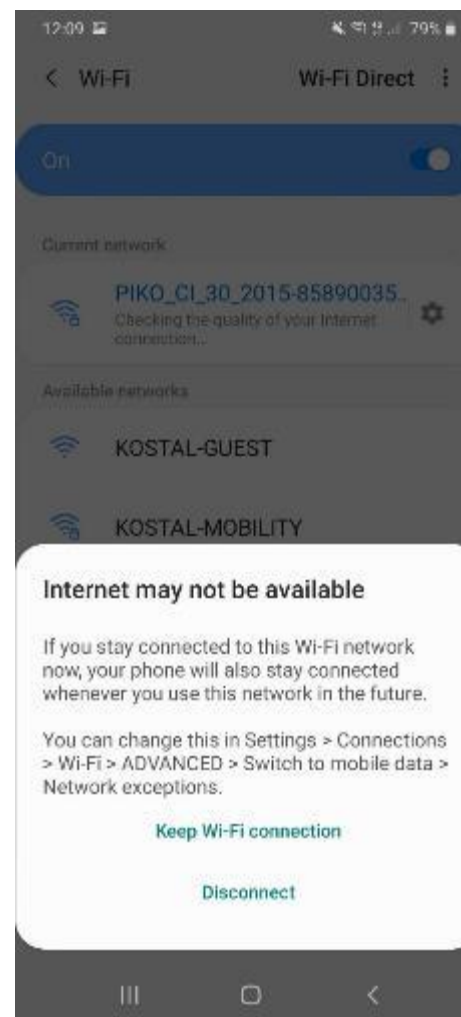 12:09
79%
Wi-Fi
Wi-Fi Direct
On
Current network
PIKO_CI_30_2015-85890035..
Checking the quality of your Internet
connection...
Available networks
KOSTAL-GUEST
KOSTAL-MOBILITY
Internet may not be available
If you stay connected to this Wi-Fi network
now, your phone will also stay connected
whenever you use this network in the future.
You can change this in Settings > Connections
> Wi-Fi > ADVANCED > Switch to mobile data >
Network exceptions.
Keep Wi-Fi connection
Disconnect